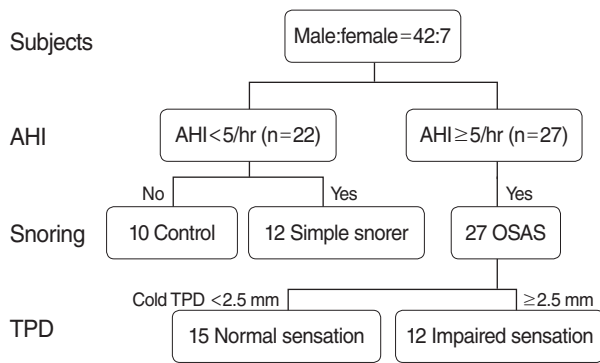 Subjects
Male:female=42:7
AHI
AHI<5/hr (n=22)
AHI≥5/hr (n=27)
No
Yes
Yes
Snoring
10 Control
12 Simple snorer
27 OSAS
Cold TPD <2.5 mm
≥2.5 mm
TPD
15 Normal sensation
12 Impaired sensation